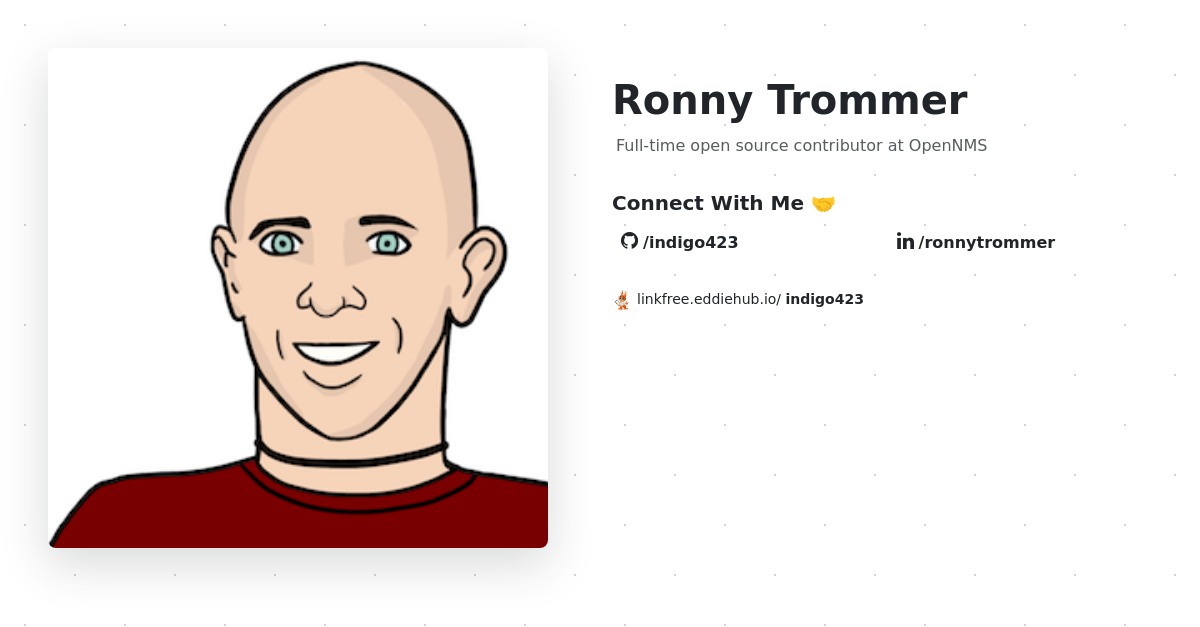 Ronny Trommer
Full-time open source contributor at OpenNMS
Connect With Me 🤝
/indigo423
/ronnytrommer
linkfree.eddiehub.io/ indigo423